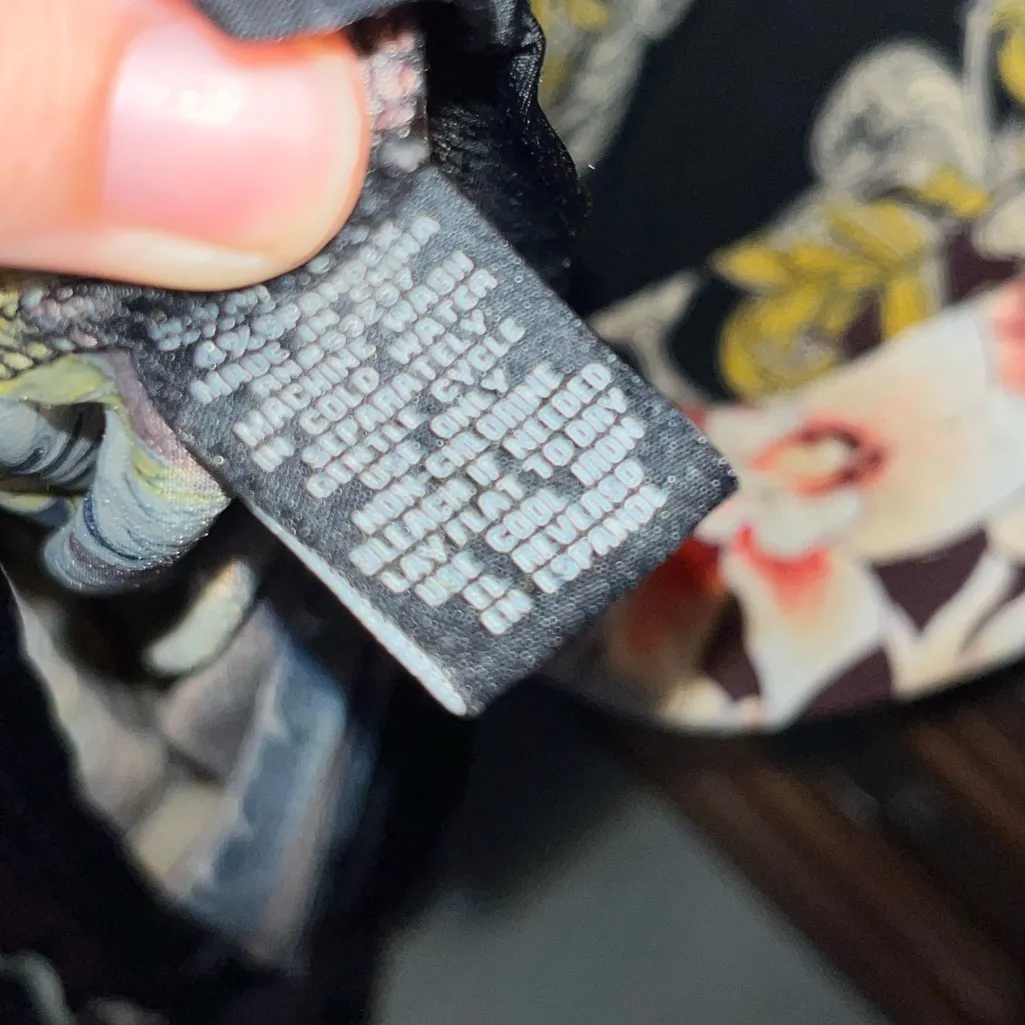 MADE IN
MACHINE WASH
IN COLD WATER
SEPARATELY
GENTLE CYCLE
USE ONLY
NON CHLORINE
BLEACH IF NEEDED
LAY FLAT TO DRY
USE COOL IRON
EN REVERSO
EN ESPANOL